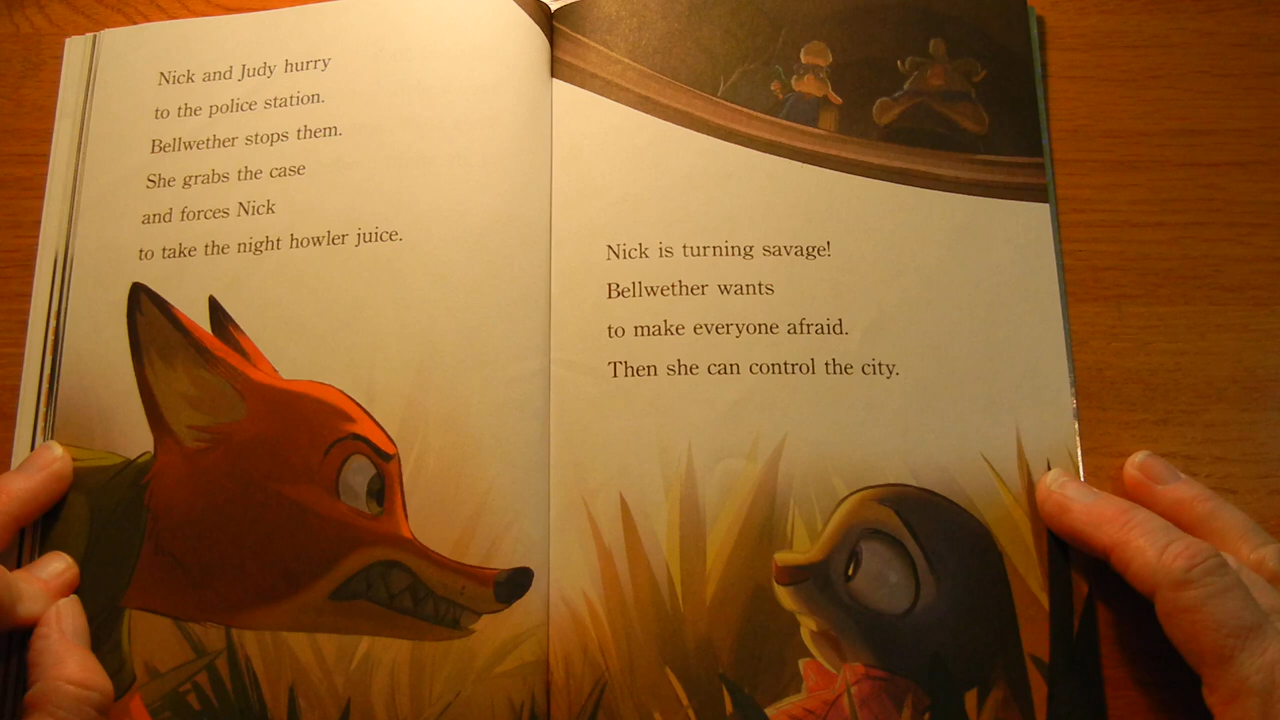 Nick and Judy hurry
to the police station.
Bellwether stops them.
She grabs the case
and forces Nick
to take the night howler juice.
Nick is turning savage!
Bellwether wants
to make everyone afraid.
Then she can control the city.